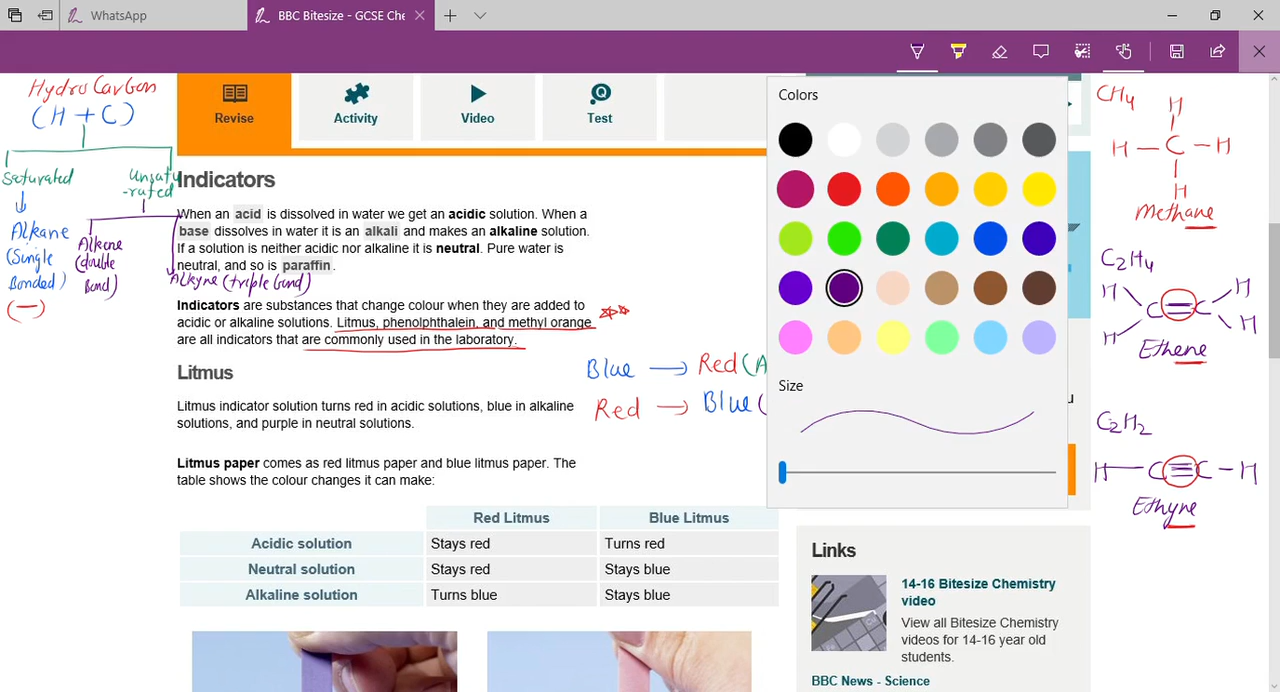 WhatsApp
BBC Bitesize - GCSE Che
Revise
Activity
Video
Test
HydroCarbon
(H + C)
Saturated
Unsatu
-rated
Alkane
(Single
Bonded)
(—)
Alkene
(double
Bond)
Alkyne (triple bond)
Indicators
When an acid is dissolved in water we get an acidic solution. When a
base dissolves in water it is an alkali and makes an alkaline solution.
If a solution is neither acidic nor alkaline it is neutral. Pure water is
neutral, and so is paraffin.
Indicators are substances that change colour when they are added to
acidic or alkaline solutions. Litmus, phenolphthalein, and methyl orange
are all indicators that are commonly used in the laboratory.
Litmus
Litmus indicator solution turns red in acidic solutions, blue in alkaline
solutions, and purple in neutral solutions.
Blue → Red (A
Red → Blue (
Litmus paper comes as red litmus paper and blue litmus paper. The
table shows the colour changes it can make:
Red Litmus Blue Litmus
Acidic solution Stays red Turns red
Neutral solution Stays red Stays blue
Alkaline solution Turns blue Stays blue
Colors
Size
u
Links
14-16 Bitesize Chemistry
video
View all Bitesize Chemistry
videos for 14-16 year old
students.
BBC News - Science
CH4
H
H — C — H
H
Methane
C2H4
H H
C = C
H H
Ethene
C2H2
H — C ≡ C — H
Ethyne